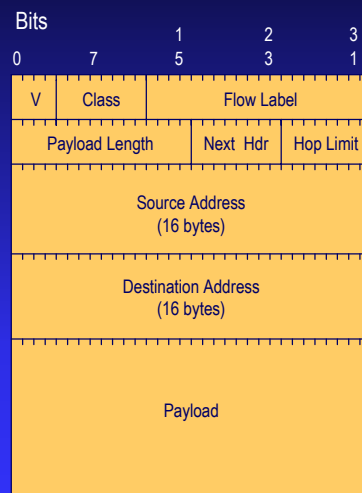 Bits
1 2 3
0 7 5 3 1
V Class Flow Label
Payload Length Next Hdr Hop Limit
Source Address
(16 bytes)
Destination Address
(16 bytes)
Payload